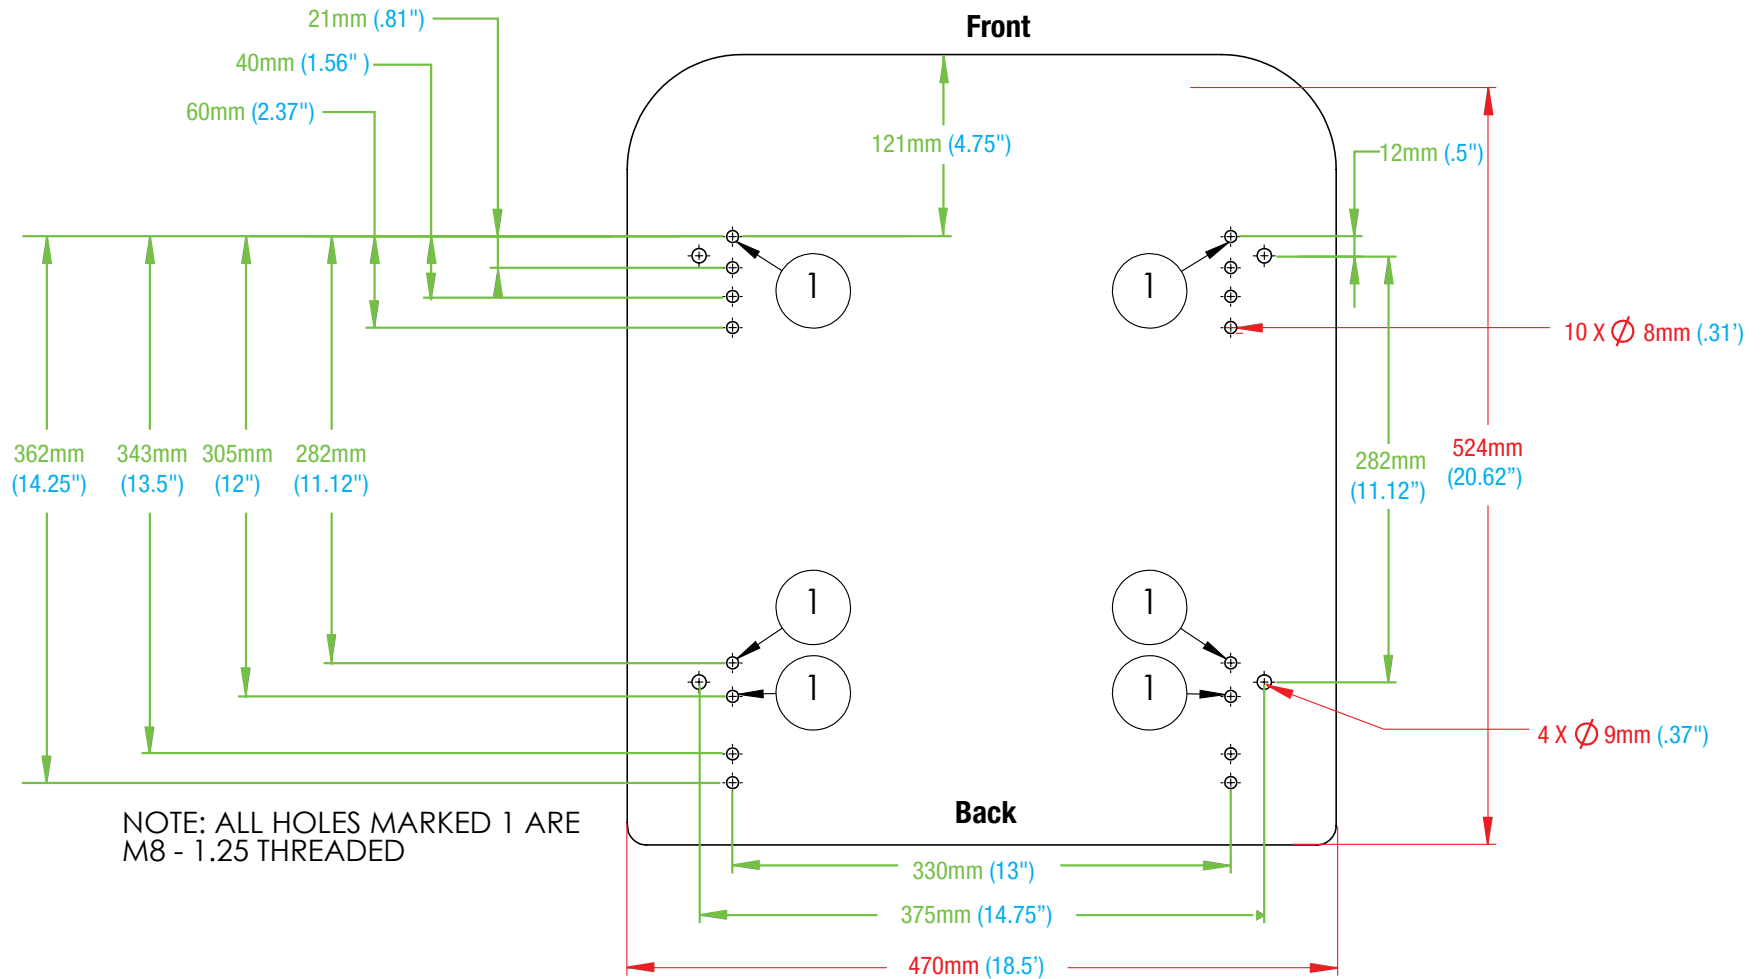 Front
21mm (.81")
40mm (1.56" )
60mm (2.37")
121mm (4.75")
12mm (.5")
1
1
10 X Ø 8mm (.31')
362mm
(14.25")
343mm
(13.5")
305mm
(12")
282mm
(11.12")
282mm
(11.12”)
524mm
(20.62”)
1
1
1
1
4 X Ø 9mm (.37")
Back
NOTE: ALL HOLES MARKED 1 ARE
M8 - 1.25 THREADED
330mm (13")
375mm (14.75”)
470mm (18.5')